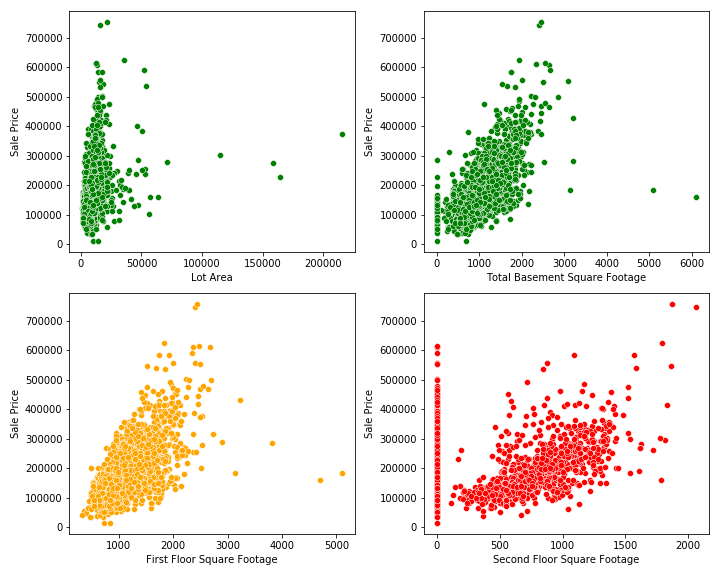 700000
600000
500000
400000
300000
200000
100000
0
Sale Price
0 50000 100000 150000 200000
Lot Area
700000
600000
500000
400000
300000
200000
100000
0
Sale Price
0 1000 2000 3000 4000 5000 6000
Total Basement Square Footage
700000
600000
500000
400000
300000
200000
100000
0
Sale Price
1000 2000 3000 4000 5000
First Floor Square Footage
700000
600000
500000
400000
300000
200000
100000
0
Sale Price
0 500 1000 1500 2000
Second Floor Square Footage